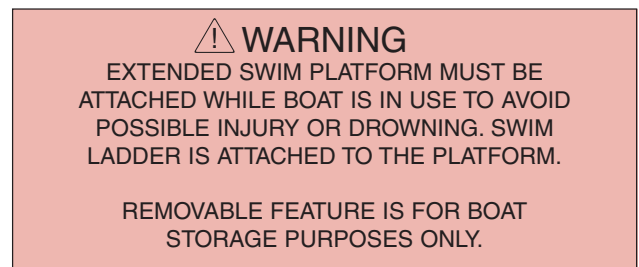 ⚠ WARNING
EXTENDED SWIM PLATFORM MUST BE
ATTACHED WHILE BOAT IS IN USE TO AVOID
POSSIBLE INJURY OR DROWNING. SWIM
LADDER IS ATTACHED TO THE PLATFORM.
REMOVABLE FEATURE IS FOR BOAT
STORAGE PURPOSES ONLY.